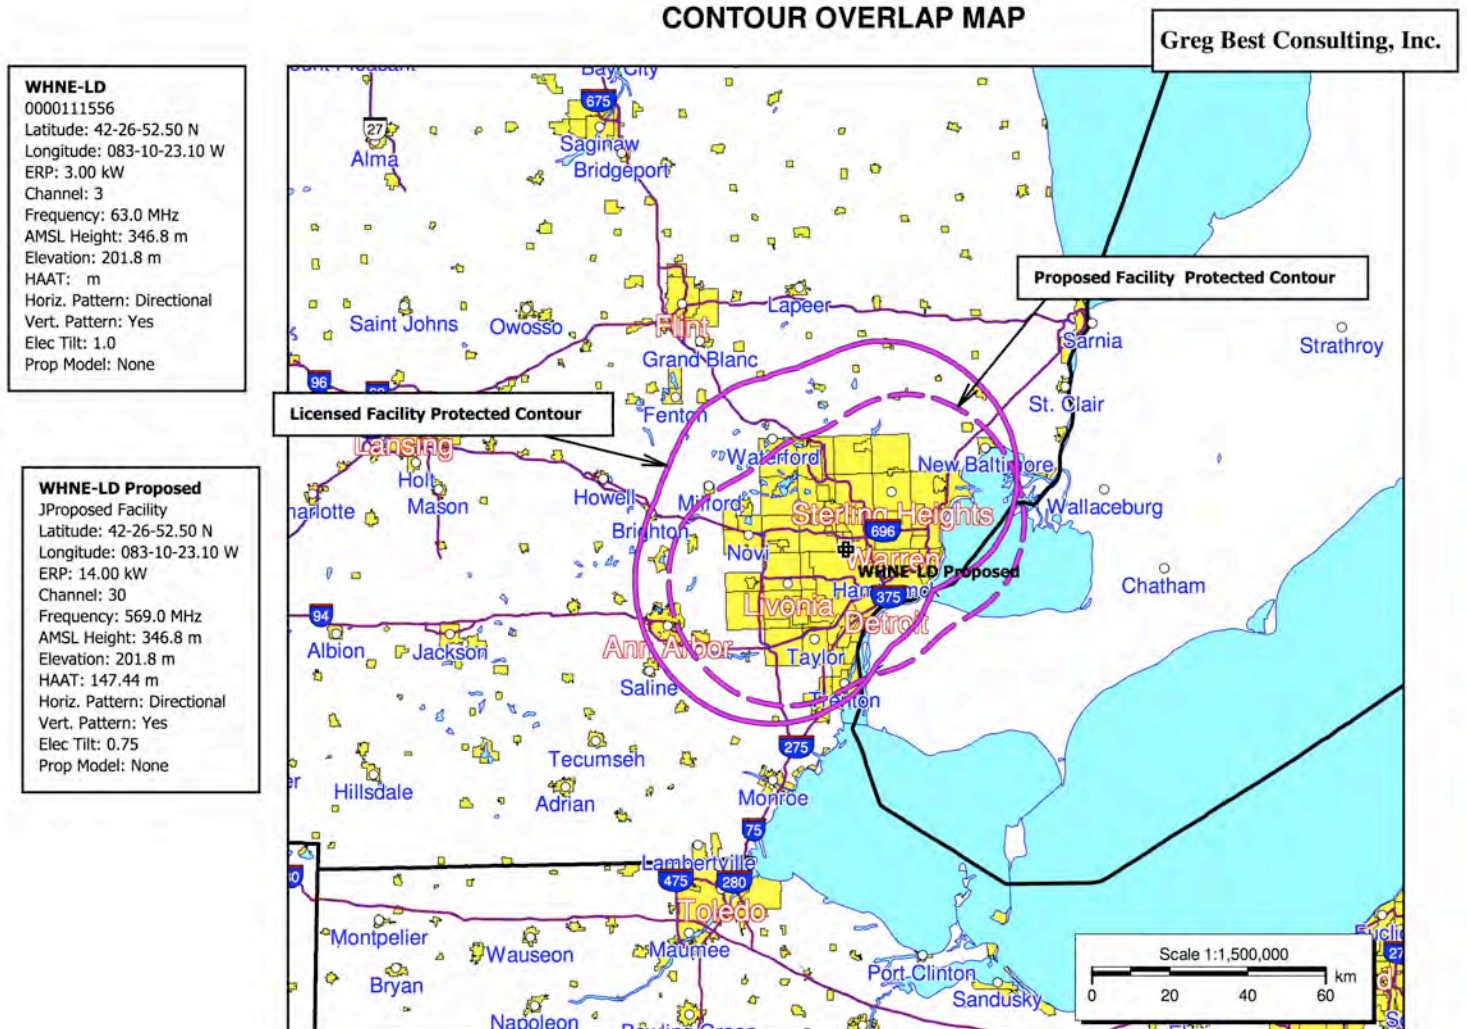 CONTOUR OVERLAP MAP
Greg Best Consulting, Inc.
WHNE-LD
0000111556
Latitude: 42-26-52.50 N
Longitude: 083-10-23.10 W
ERP: 3.00 kW
Channel: 3
Frequency: 63.0 MHz
AMSL Height: 346.8 m
Elevation: 201.8 m
HAAT: m
Horiz. Pattern: Directional
Vert. Pattern: Yes
Elec Tilt: 1.0
Prop Model: None
WHNE-LD Proposed
JProposed Facility
Latitude: 42-26-52.50 N
Longitude: 083-10-23.10 W
ERP: 14.00 kW
Channel: 30
Frequency: 569.0 MHz
AMSL Height: 346.8 m
Elevation: 201.8 m
HAAT: 147.44 m
Horiz. Pattern: Directional
Vert. Pattern: Yes
Elec Tilt: 0.75
Prop Model: None
Bay City
675
27
Saginaw
Alma
Bridgeport
Proposed Facility Protected Contour
Lapeer
Saint Johns
Owosso
Flint
Sarnia
Strathroy
Grand Blanc
96
Licensed Facility Protected Contour
Fenton
St. Clair
Lansing
Waterford
New Baltimore
Holt
Howell
Milford
Mason
Wallaceburg
Sterling Heights
Brighton
696
Novi
Warren
WHNE-LD Proposed
Chatham
375
Livonia
94
Detroit
Albion
Jackson
Ann Arbor
Taylor
Saline
Trenton
275
Tecumseh
Hillsdale
Adrian
Monroe
75
Lambertville
475
280
Toledo
Montpelier
Wauseon
Maumee
Bryan
Port Clinton
Sandusky
Napoleon
Scale 1:1,500,000
km
0 20 40 60